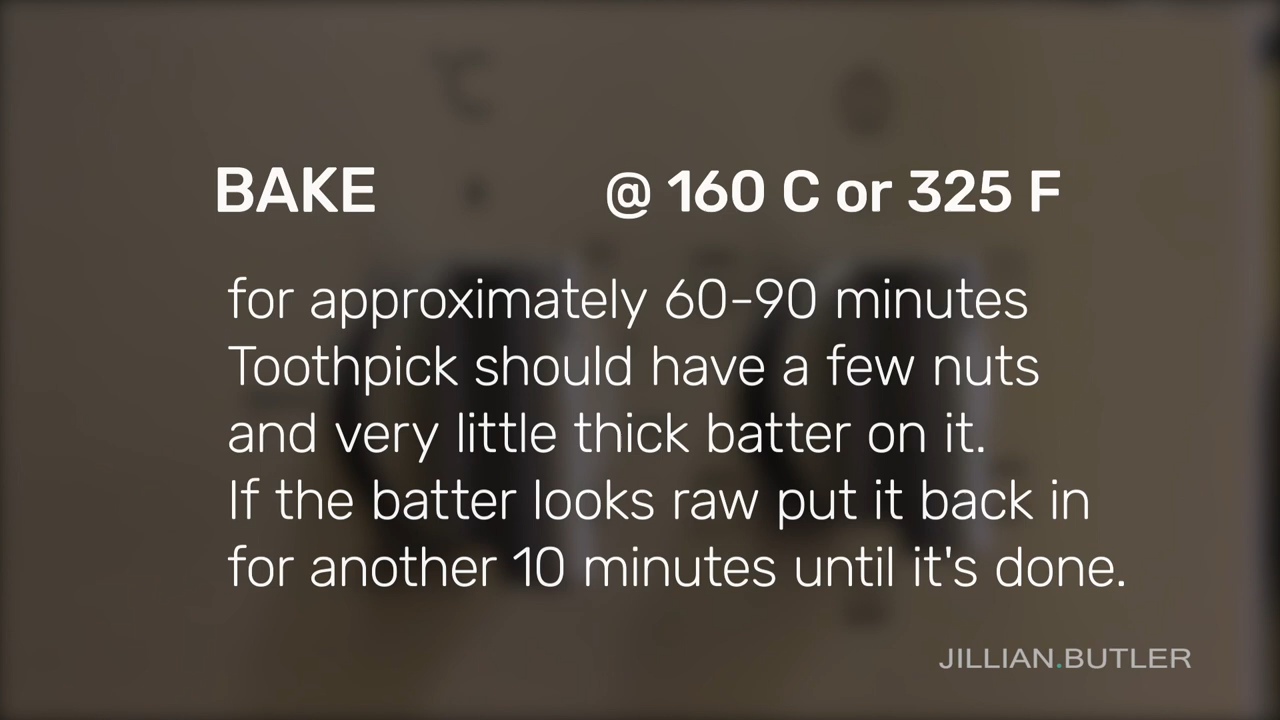 BAKE @ 160 C or 325 F
for approximately 60-90 minutes
Toothpick should have a few nuts
and very little thick batter on it.
If the batter looks raw put it back in
for another 10 minutes until it's done.
JILLIAN.BUTLER